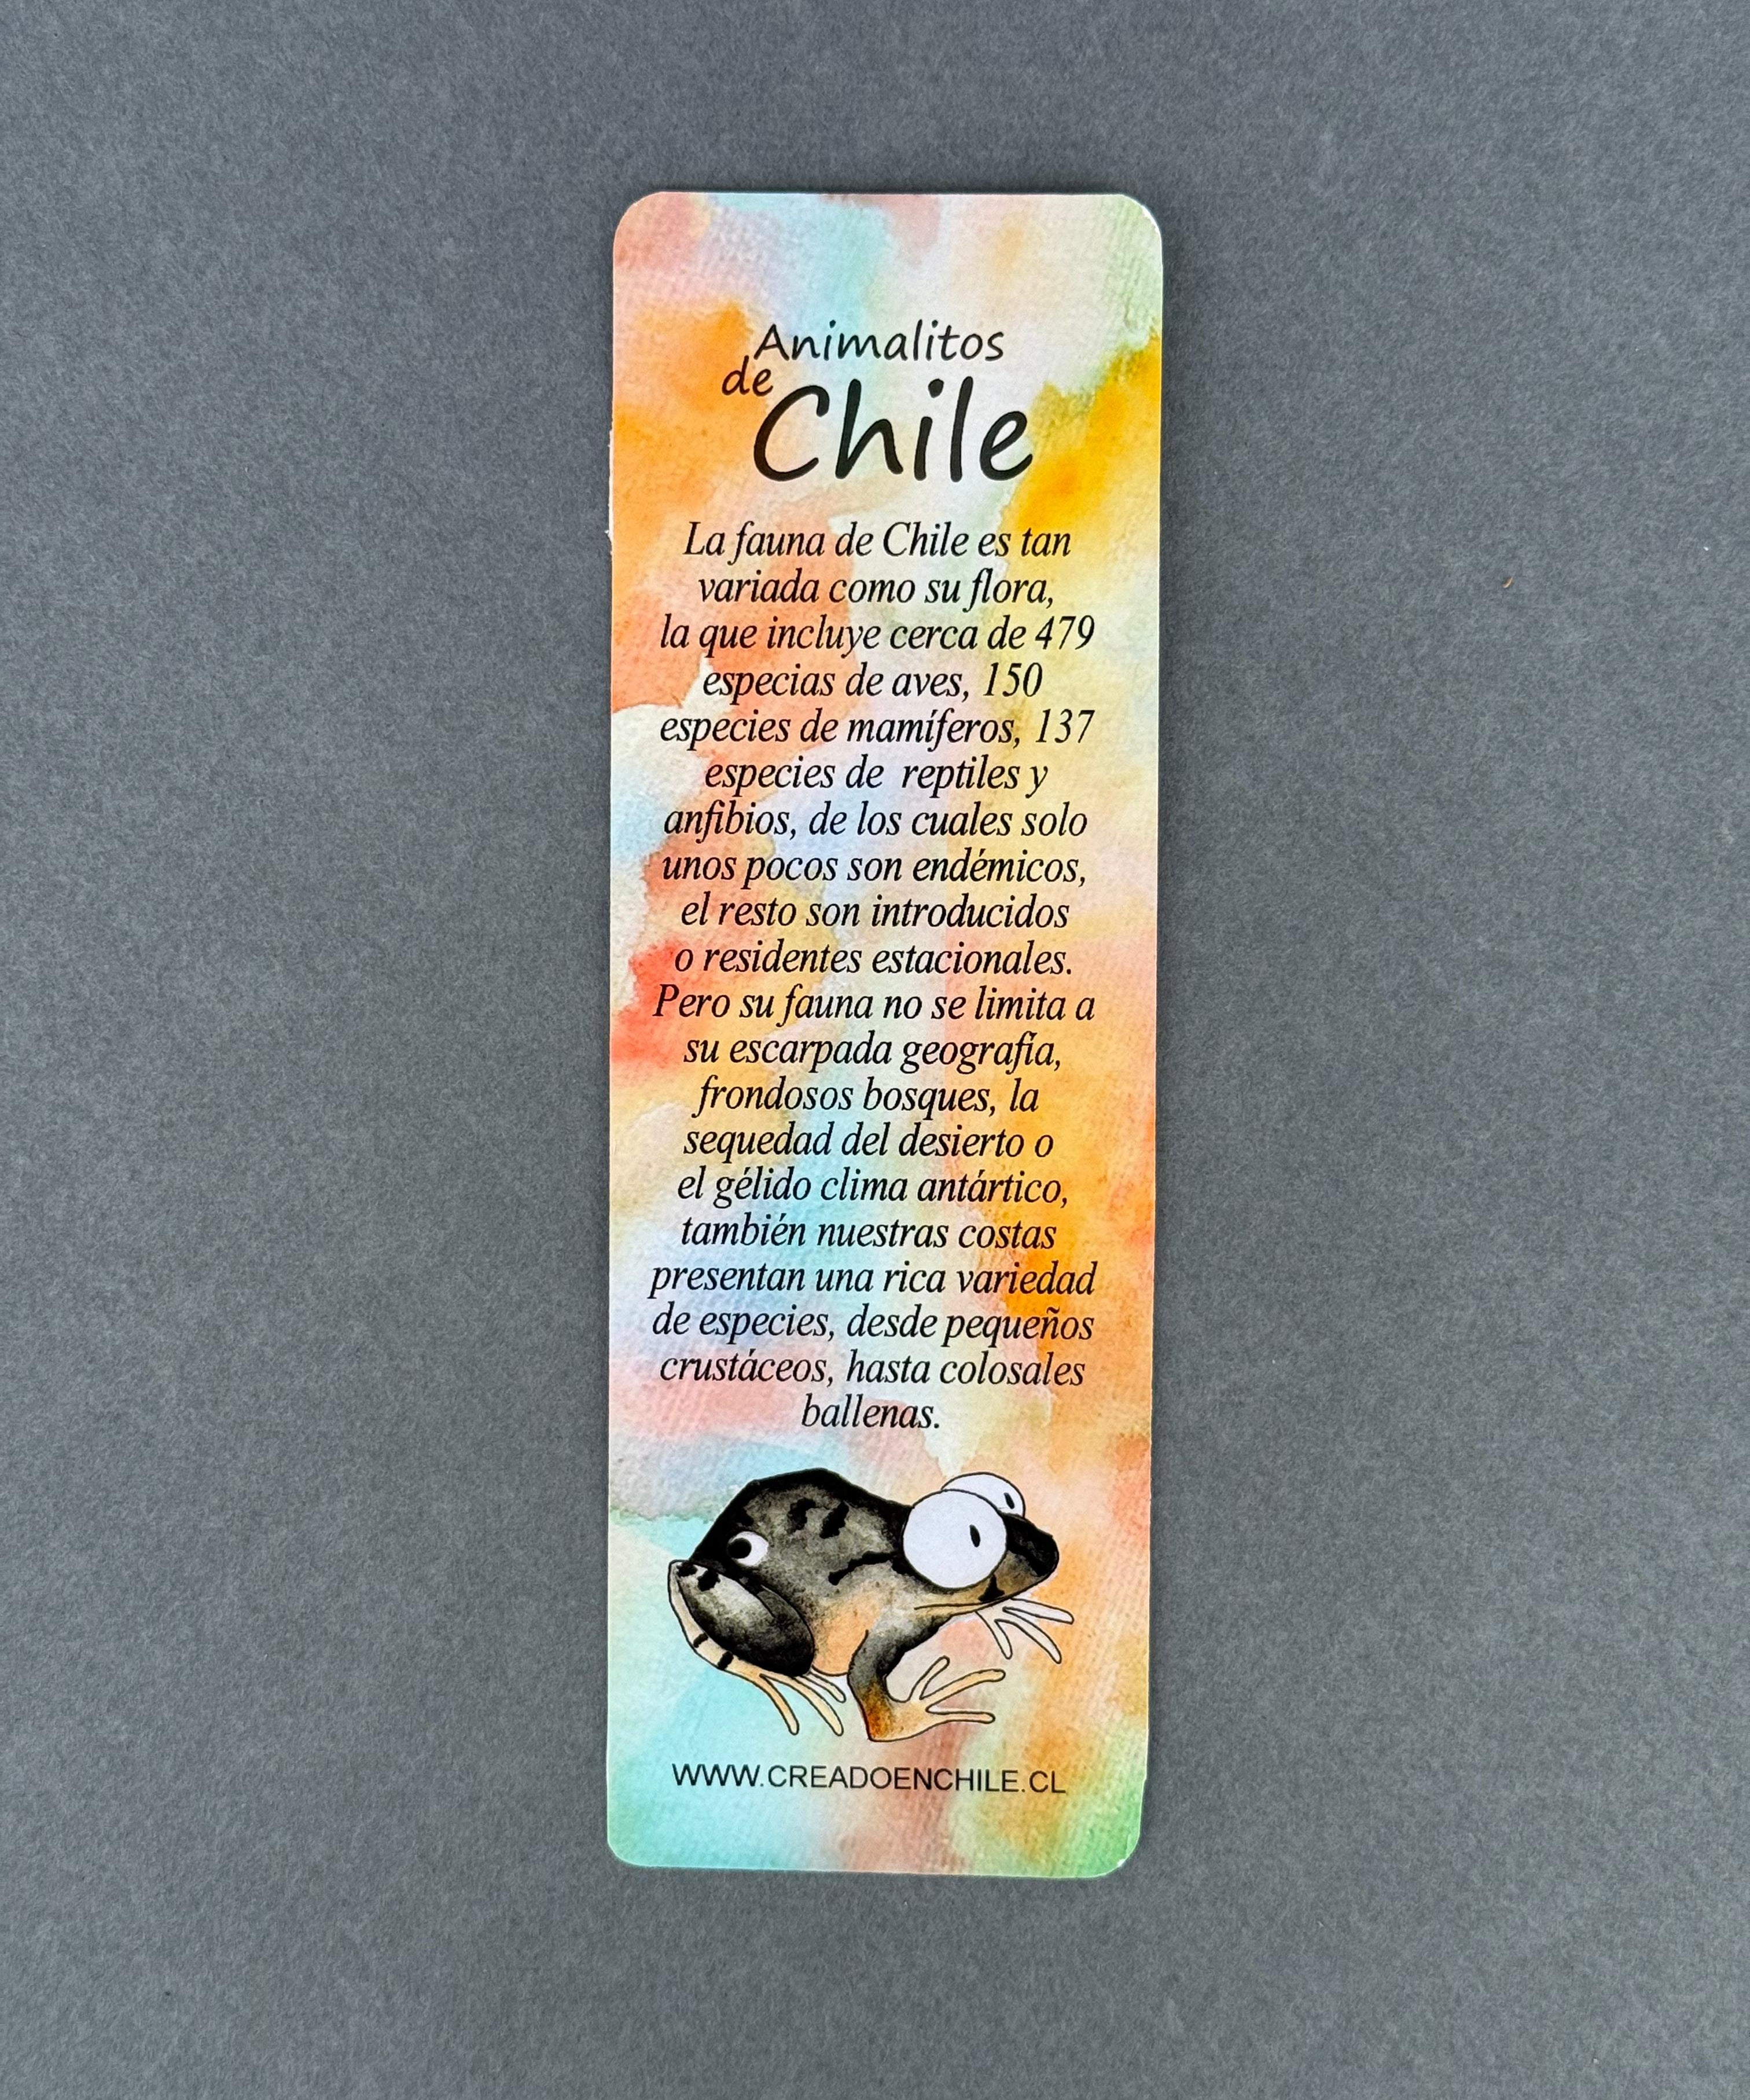 Animalitos
de
Chile
La fauna de Chile es tan
variada como su flora,
la que incluye cerca de 479
especias de aves, 150
especies de mamíferos, 137
especies de reptiles y
anfibios, de los cuales solo
unos pocos son endémicos,
el resto son introducidos
o residentes estacionales.
Pero su fauna no se limita a
su escarpada geografía,
frondosos bosques, la
sequedad del desierto o
el gélido clima antártico,
también nuestras costas
presentan una rica variedad
de especies, desde pequeños
crustáceos, hasta colosales
ballenas.
WWW.CREADOENCHILE.CL